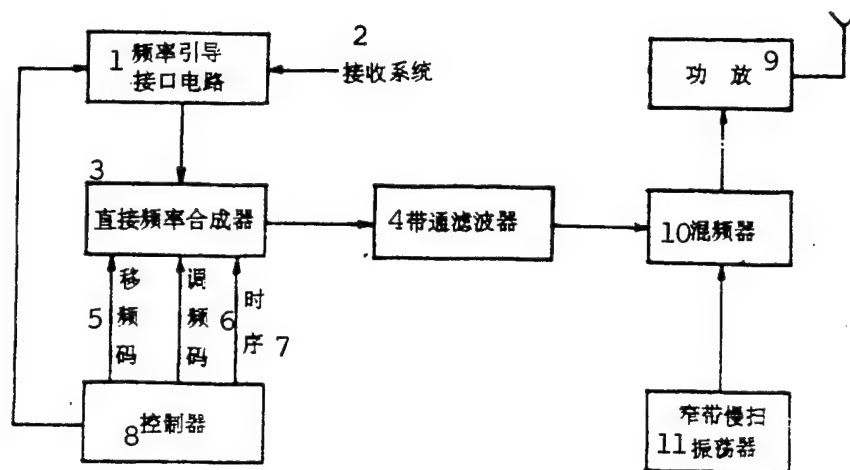 1 频率引导
接口电路
2
接收系统
功 放 9
3
直接频率合成器
4带通滤波器
10混频器
5 移频码
调频码 6
时序 7
8控制器
窄带慢扫
11振荡器